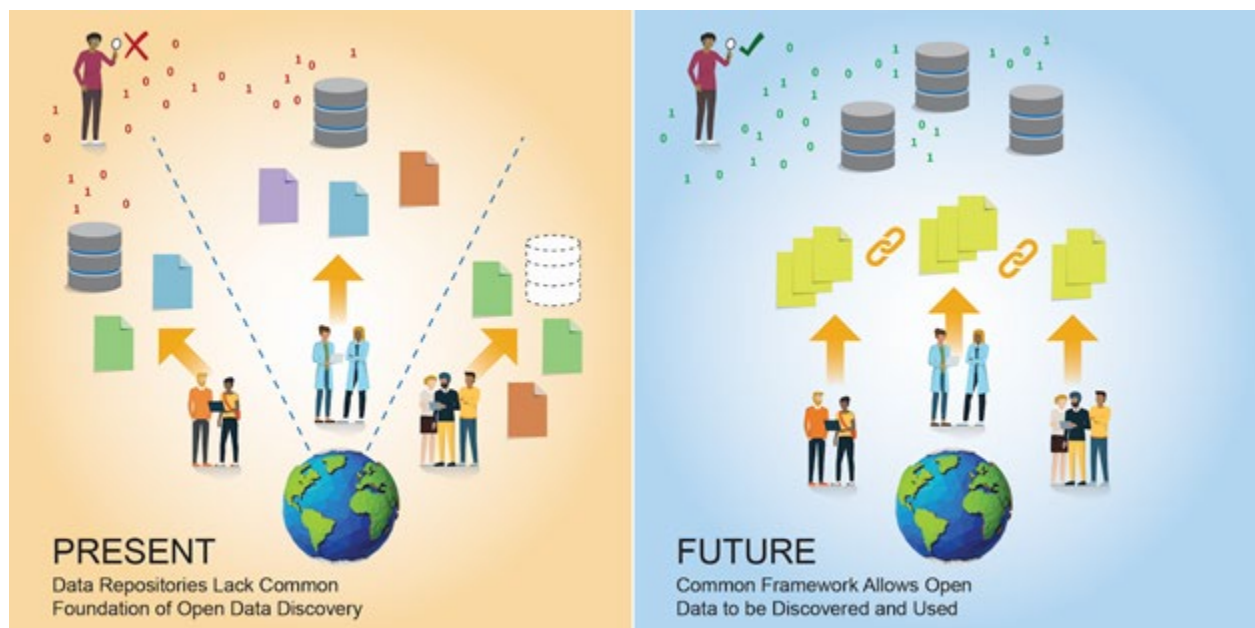 PRESENT
Data Repositories Lack Common
Foundation of Open Data Discovery
FUTURE
Common Framework Allows Open
Data to be Discovered and Used